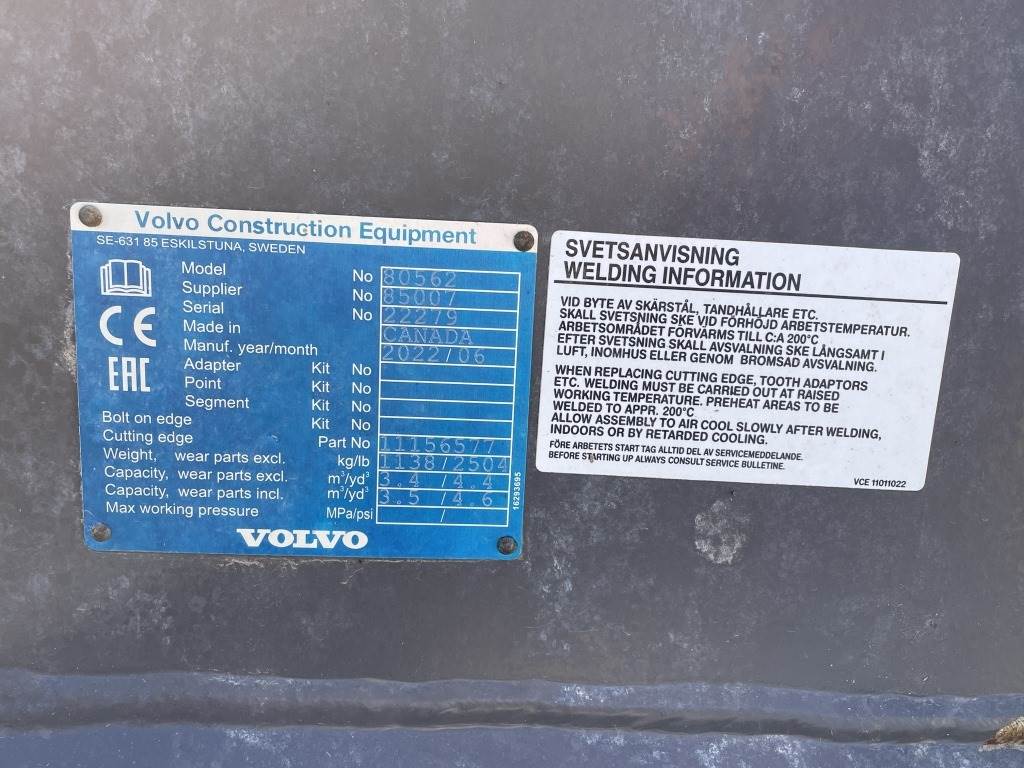 Volvo Construction Equipment
SE-631 85 ESKILSTUNA, SWEDEN
Model No 80562
Supplier No 85007
Serial No 22279
Made in CANADA
Manuf. year/month 2022/06
Adapter Kit No
Point Kit No
Segment Kit No
Bolt on edge Kit No
Cutting edge Part No 11156577
Weight, wear parts excl. kg/lb 1138/2504
Capacity, wear parts excl. m³/yd³ 3.4/4.4
Capacity, wear parts incl. m³/yd³ 3.5/4.6
Max working pressure MPa/psi /
CE
EAC
16293695
VOLVO
SVETSANVISNING
WELDING INFORMATION
VID BYTE AV SKÄRSTÅL, TANDHÅLLARE ETC.
SKALL SVETSNING SKE VID FÖRHÖJD ARBETSTEMPERATUR.
ARBETSOMRÅDET FÖRVÄRMS TILL C:A 200°C
EFTER SVETSNING SKALL AVSVALNING SKE LÅNGSAMT I
LUFT, INOMHUS ELLER GENOM BROMSAD AVSVALNING.
WHEN REPLACING CUTTING EDGE, TOOTH ADAPTORS
ETC. WELDING MUST BE CARRIED OUT AT RAISED
WORKING TEMPERATURE. PREHEAT AREAS TO BE
WELDED TO APPR. 200°C
ALLOW ASSEMBLY TO AIR COOL SLOWLY AFTER WELDING,
INDOORS OR BY RETARDED COOLING.
FÖRE ARBETETS START TAG ALLTID DEL AV SERVICEMEDDELANDE.
BEFORE STARTING UP ALWAYS CONSULT SERVICE BULLETINE.
VCE 11011022